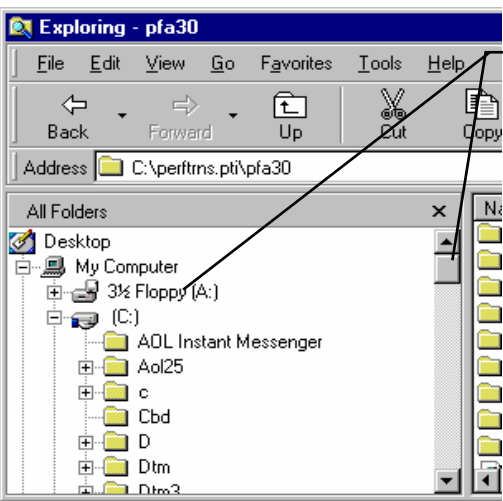 Exploring - pfa30
File Edit View Go Favorites Tools Help
Back Forward Up Cut Copy
Address C:\perftrns.pti\pfa30
All Folders
Desktop
My Computer
3½ Floppy (A:)
(C:)
AOL Instant Messenger
Aol25
c
Cbd
D
Dtm
Dtm3